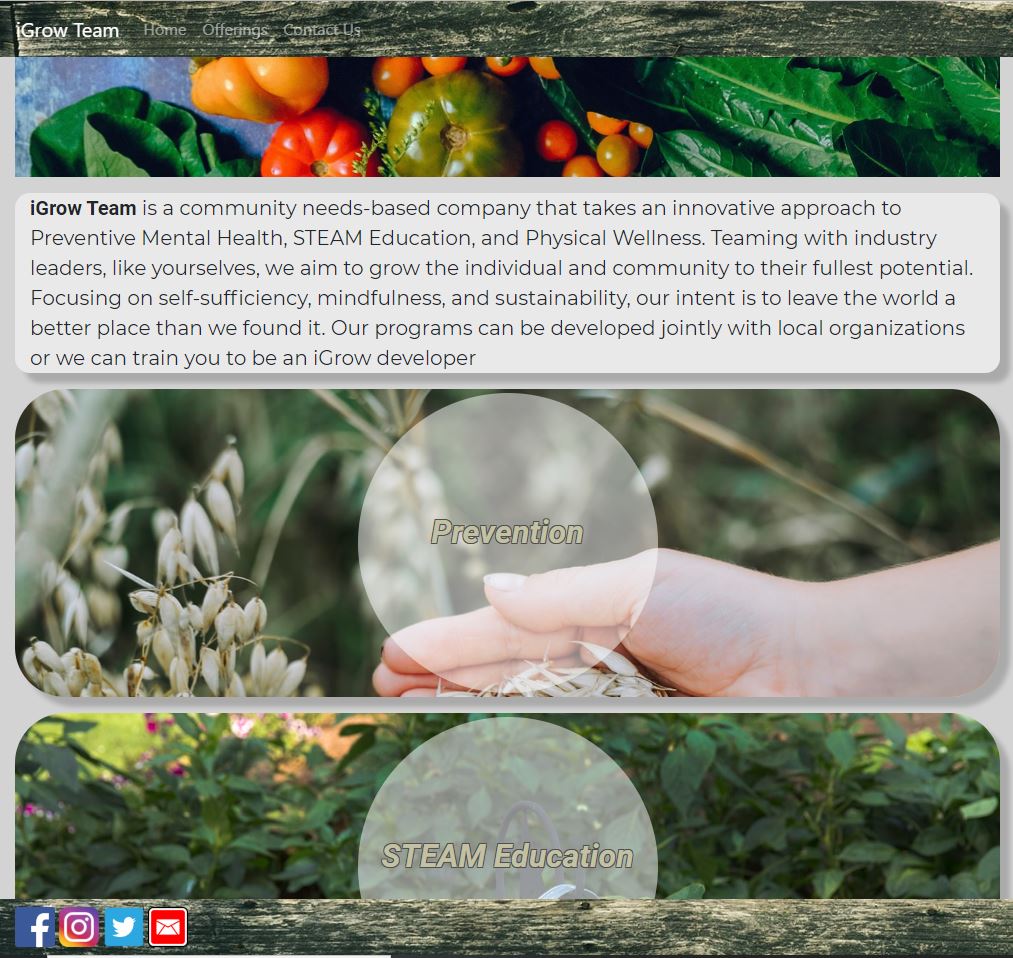 iGrow Team Home Offerings Contact Us
iGrow Team is a community needs-based company that takes an innovative approach to
Preventive Mental Health, STEAM Education, and Physical Wellness. Teaming with industry
leaders, like yourselves, we aim to grow the individual and community to their fullest potential.
Focusing on self-sufficiency, mindfulness, and sustainability, our intent is to leave the world a
better place than we found it. Our programs can be developed jointly with local organizations
or we can train you to be an iGrow developer
Prevention
STEAM Education